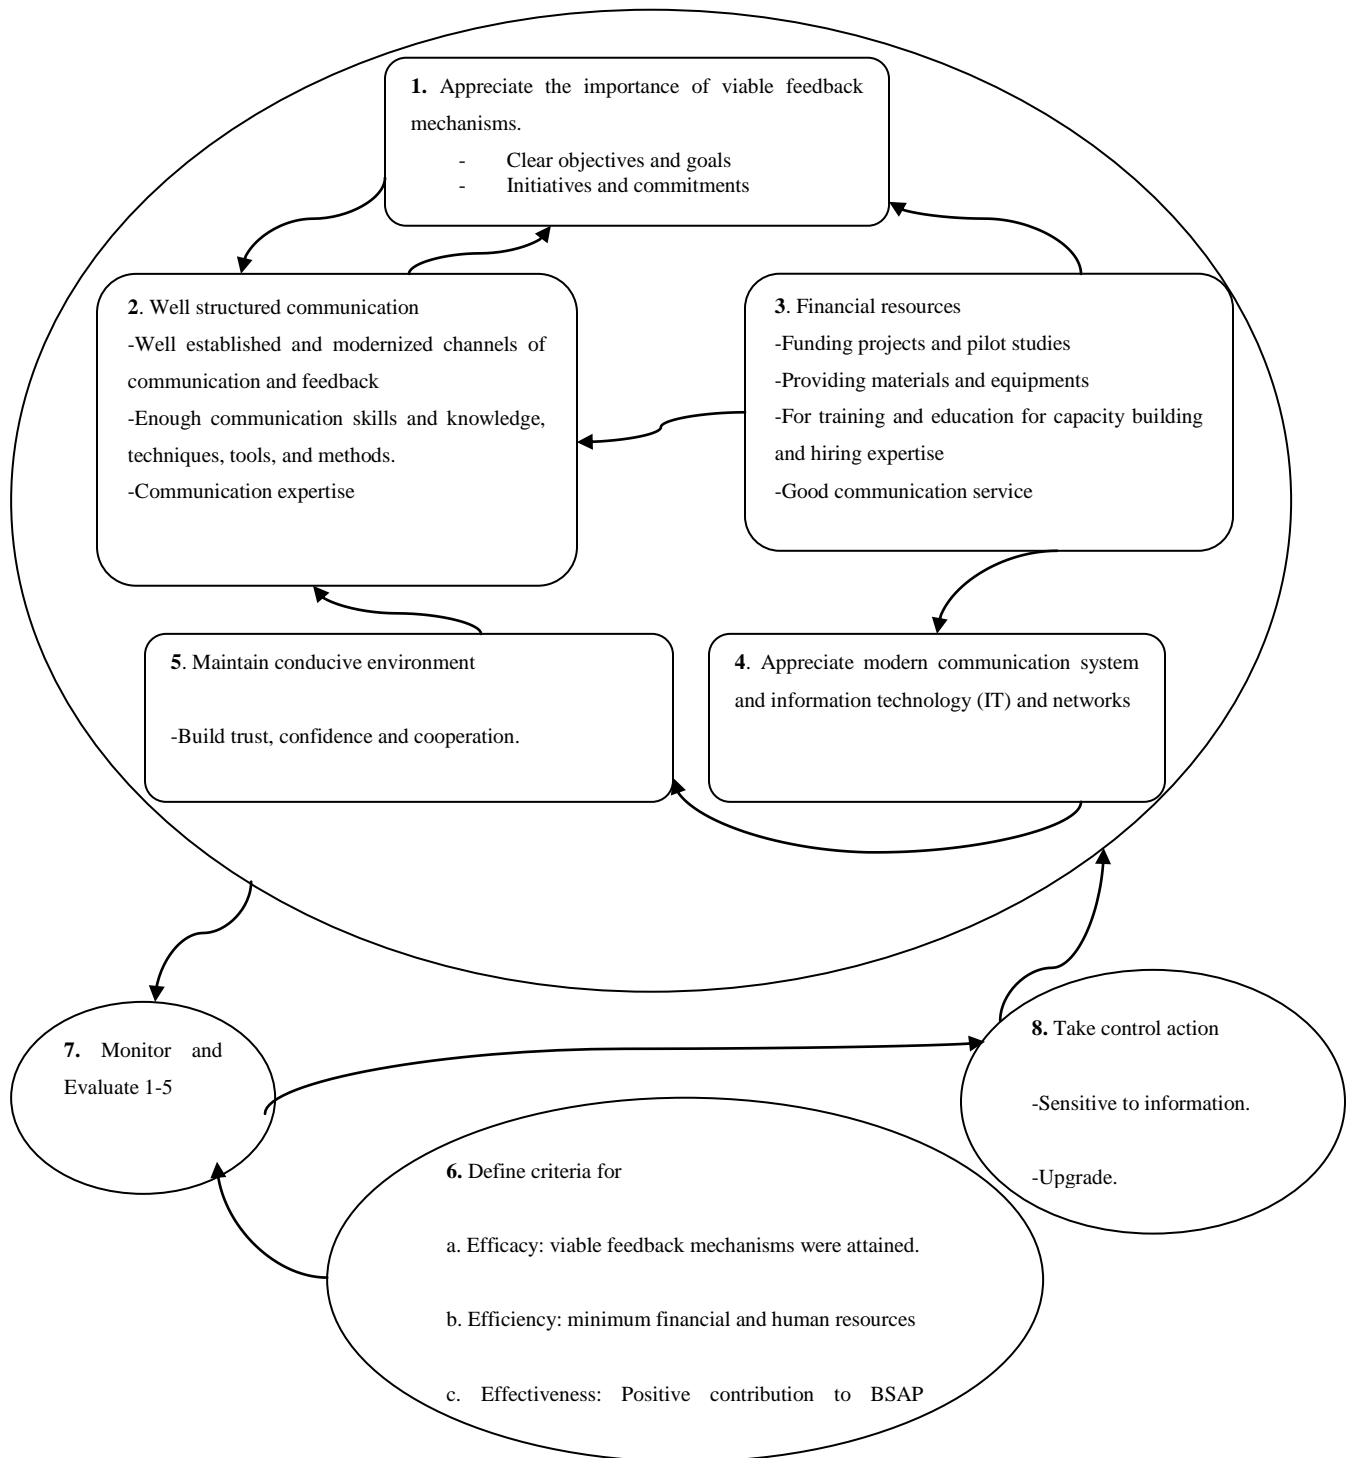 1. Appreciate the importance of viable feedback
mechanisms.
- Clear objectives and goals
- Initiatives and commitments
2. Well structured communication
-Well established and modernized channels of
communication and feedback
-Enough communication skills and knowledge,
techniques, tools, and methods.
-Communication expertise
3. Financial resources
-Funding projects and pilot studies
-Providing materials and equipments
-For training and education for capacity building
and hiring expertise
-Good communication service
5. Maintain conducive environment
-Build trust, confidence and cooperation.
4. Appreciate modern communication system
and information technology (IT) and networks
7. Monitor and
Evaluate 1-5
8. Take control action
-Sensitive to information.
-Upgrade.
6. Define criteria for
a. Efficacy: viable feedback mechanisms were attained.
b. Efficiency: minimum financial and human resources
c. Effectiveness: Positive contribution to BSAP